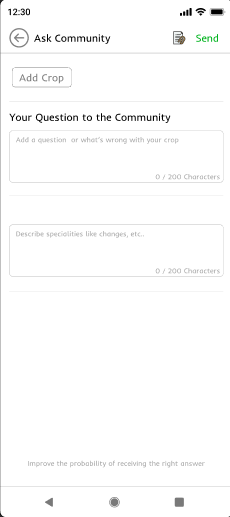 12:30
Ask Community
Send
Add Crop
Your Question to the Community
Add a question or what's wrong with your crop
0 / 200 Characters
Describe specialities like changes, etc..
0 / 200 Characters
Improve the probability of receiving the right answer